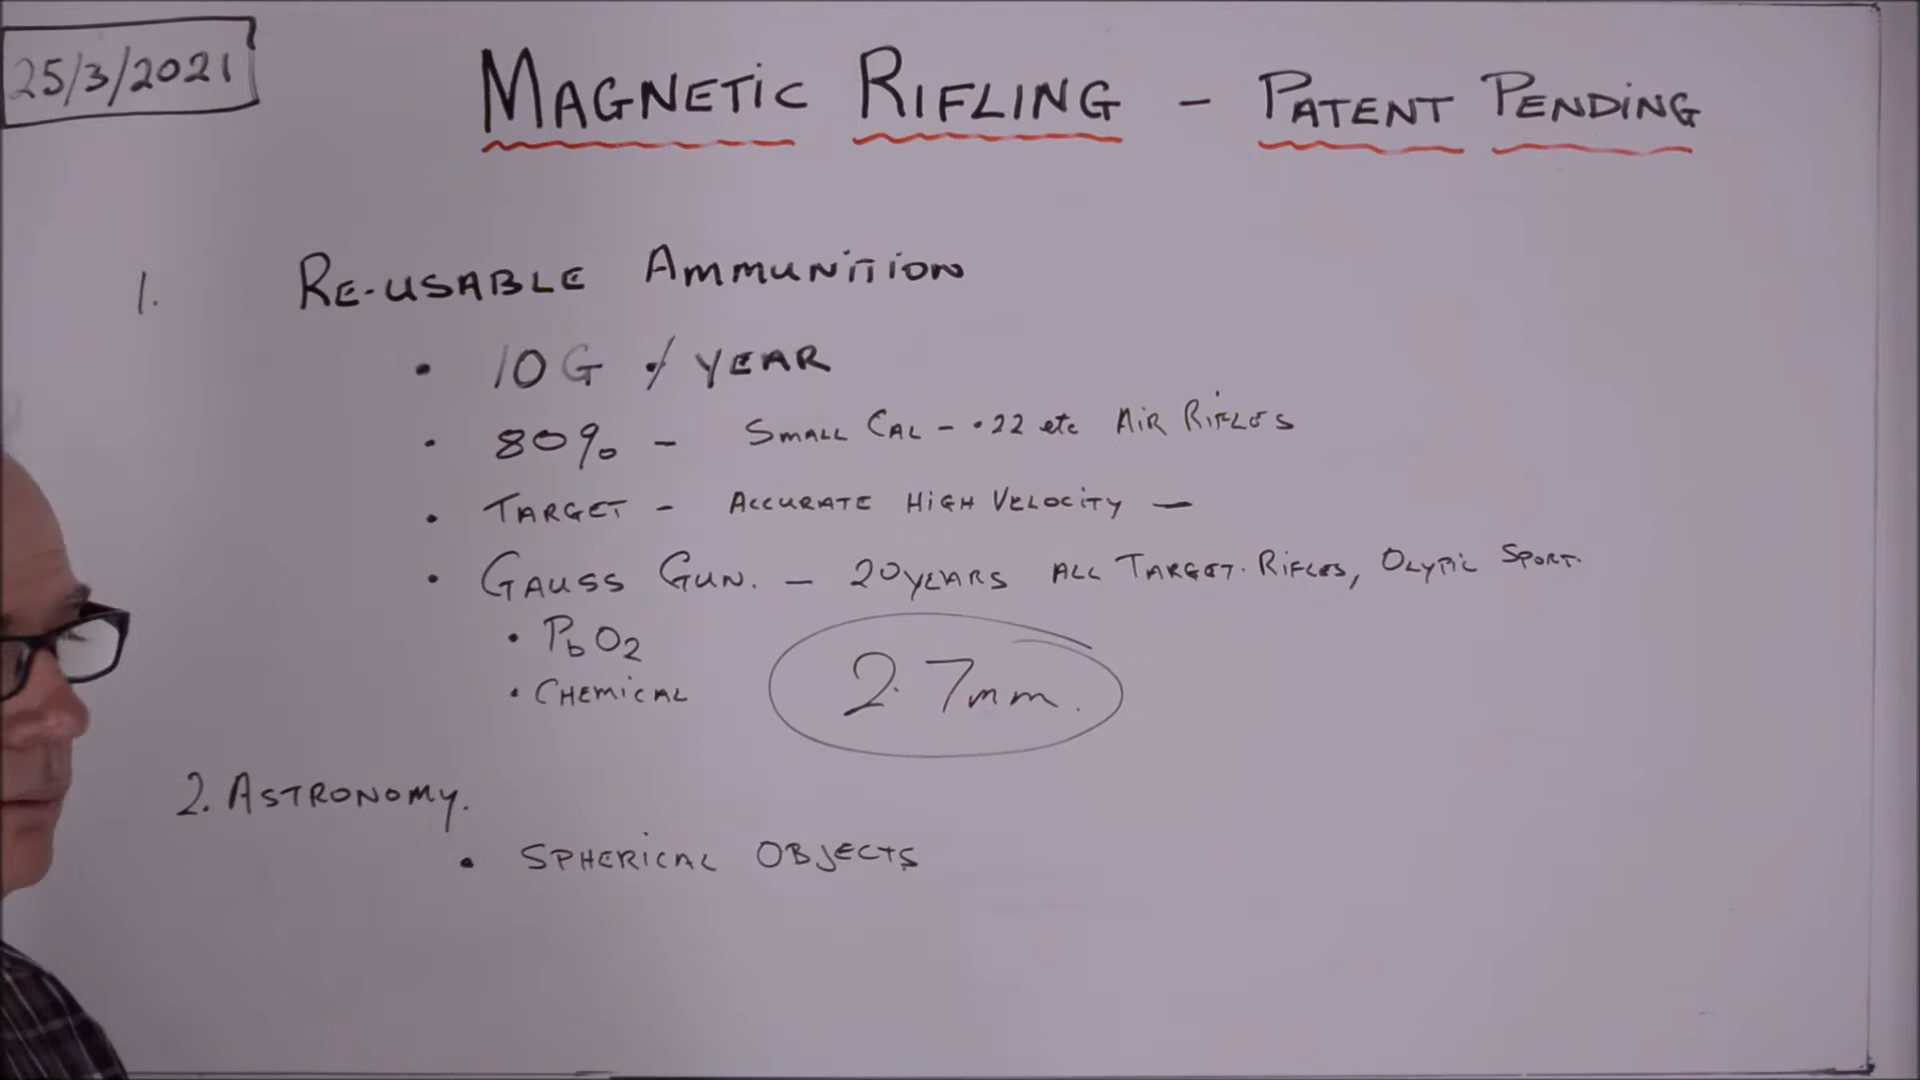 25/3/2021
MAGNETIC RIFLING - PATENT PENDING
1. RE-USABLE AMMUNITION
• 10G / YEAR
• 80% - SMALL CAL - .22 etc AIR RIFLES
• TARGET - ACCURATE HIGH VELOCITY -
• GAUSS GUN. - 20 YEARS ALL TARGET. RIFLES, OLYPIC SPORT.
• PbO2
• CHEMICAL
2.7mm.
2. ASTRONOMY.
• SPHERICAL OBJECTS